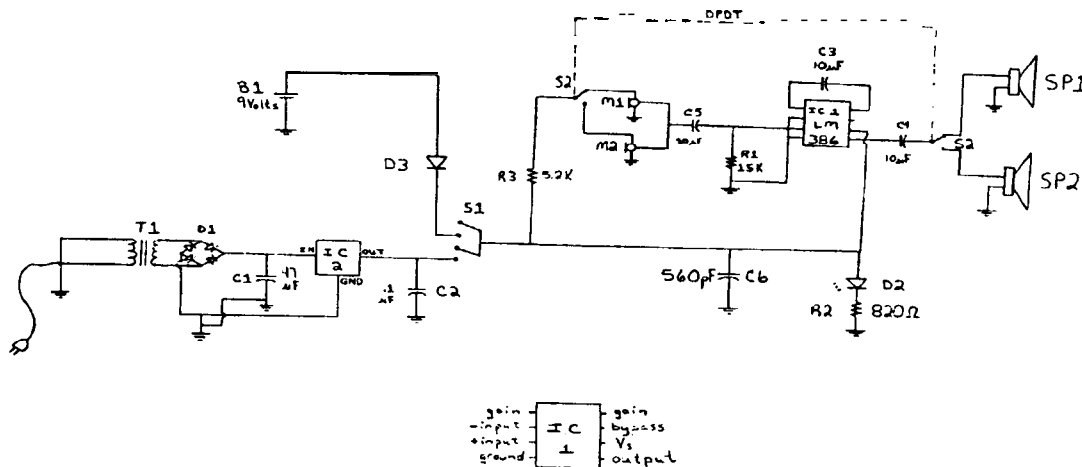 DPDT
B1
9Volts
S2
M1
M2
C5
C3
10µF
IC 1
LM
386
R1
15K
C4
10µF
S2
SP1
SP2
D3
R3
5.2K
S1
T1
D1
IN
IC
2
OUT
GND
C1
47
µF
.1
µF
C2
560pF
C6
D2
R2
820Ω
gain
-input
+input
ground
IC
1
gain
bypass
Vs
output